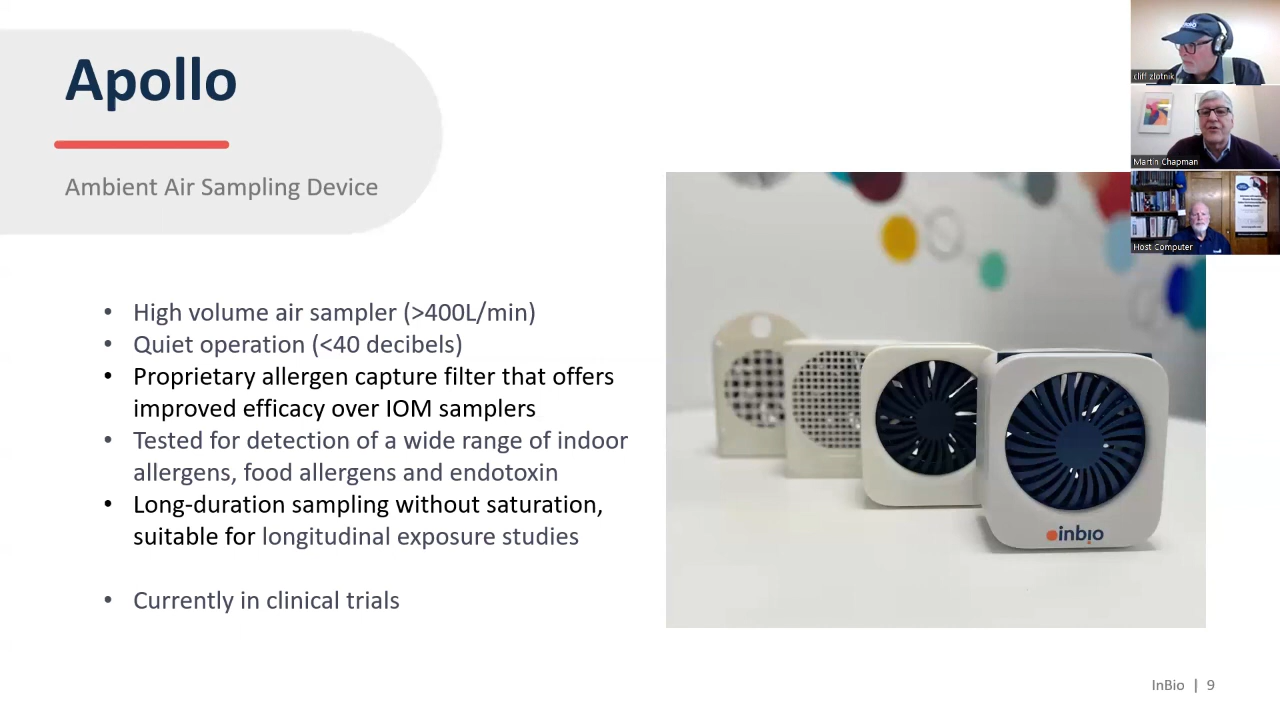 Apollo
Ambient Air Sampling Device
• High volume air sampler (>400L/min)
• Quiet operation (<40 decibels)
• Proprietary allergen capture filter that offers
improved efficacy over IOM samplers
• Tested for detection of a wide range of indoor
allergens, food allergens and endotoxin
• Long-duration sampling without saturation,
suitable for longitudinal exposure studies
• Currently in clinical trials
inbio
InBio | 9
cliff zlotnik
Martin Chapman
Host Computer